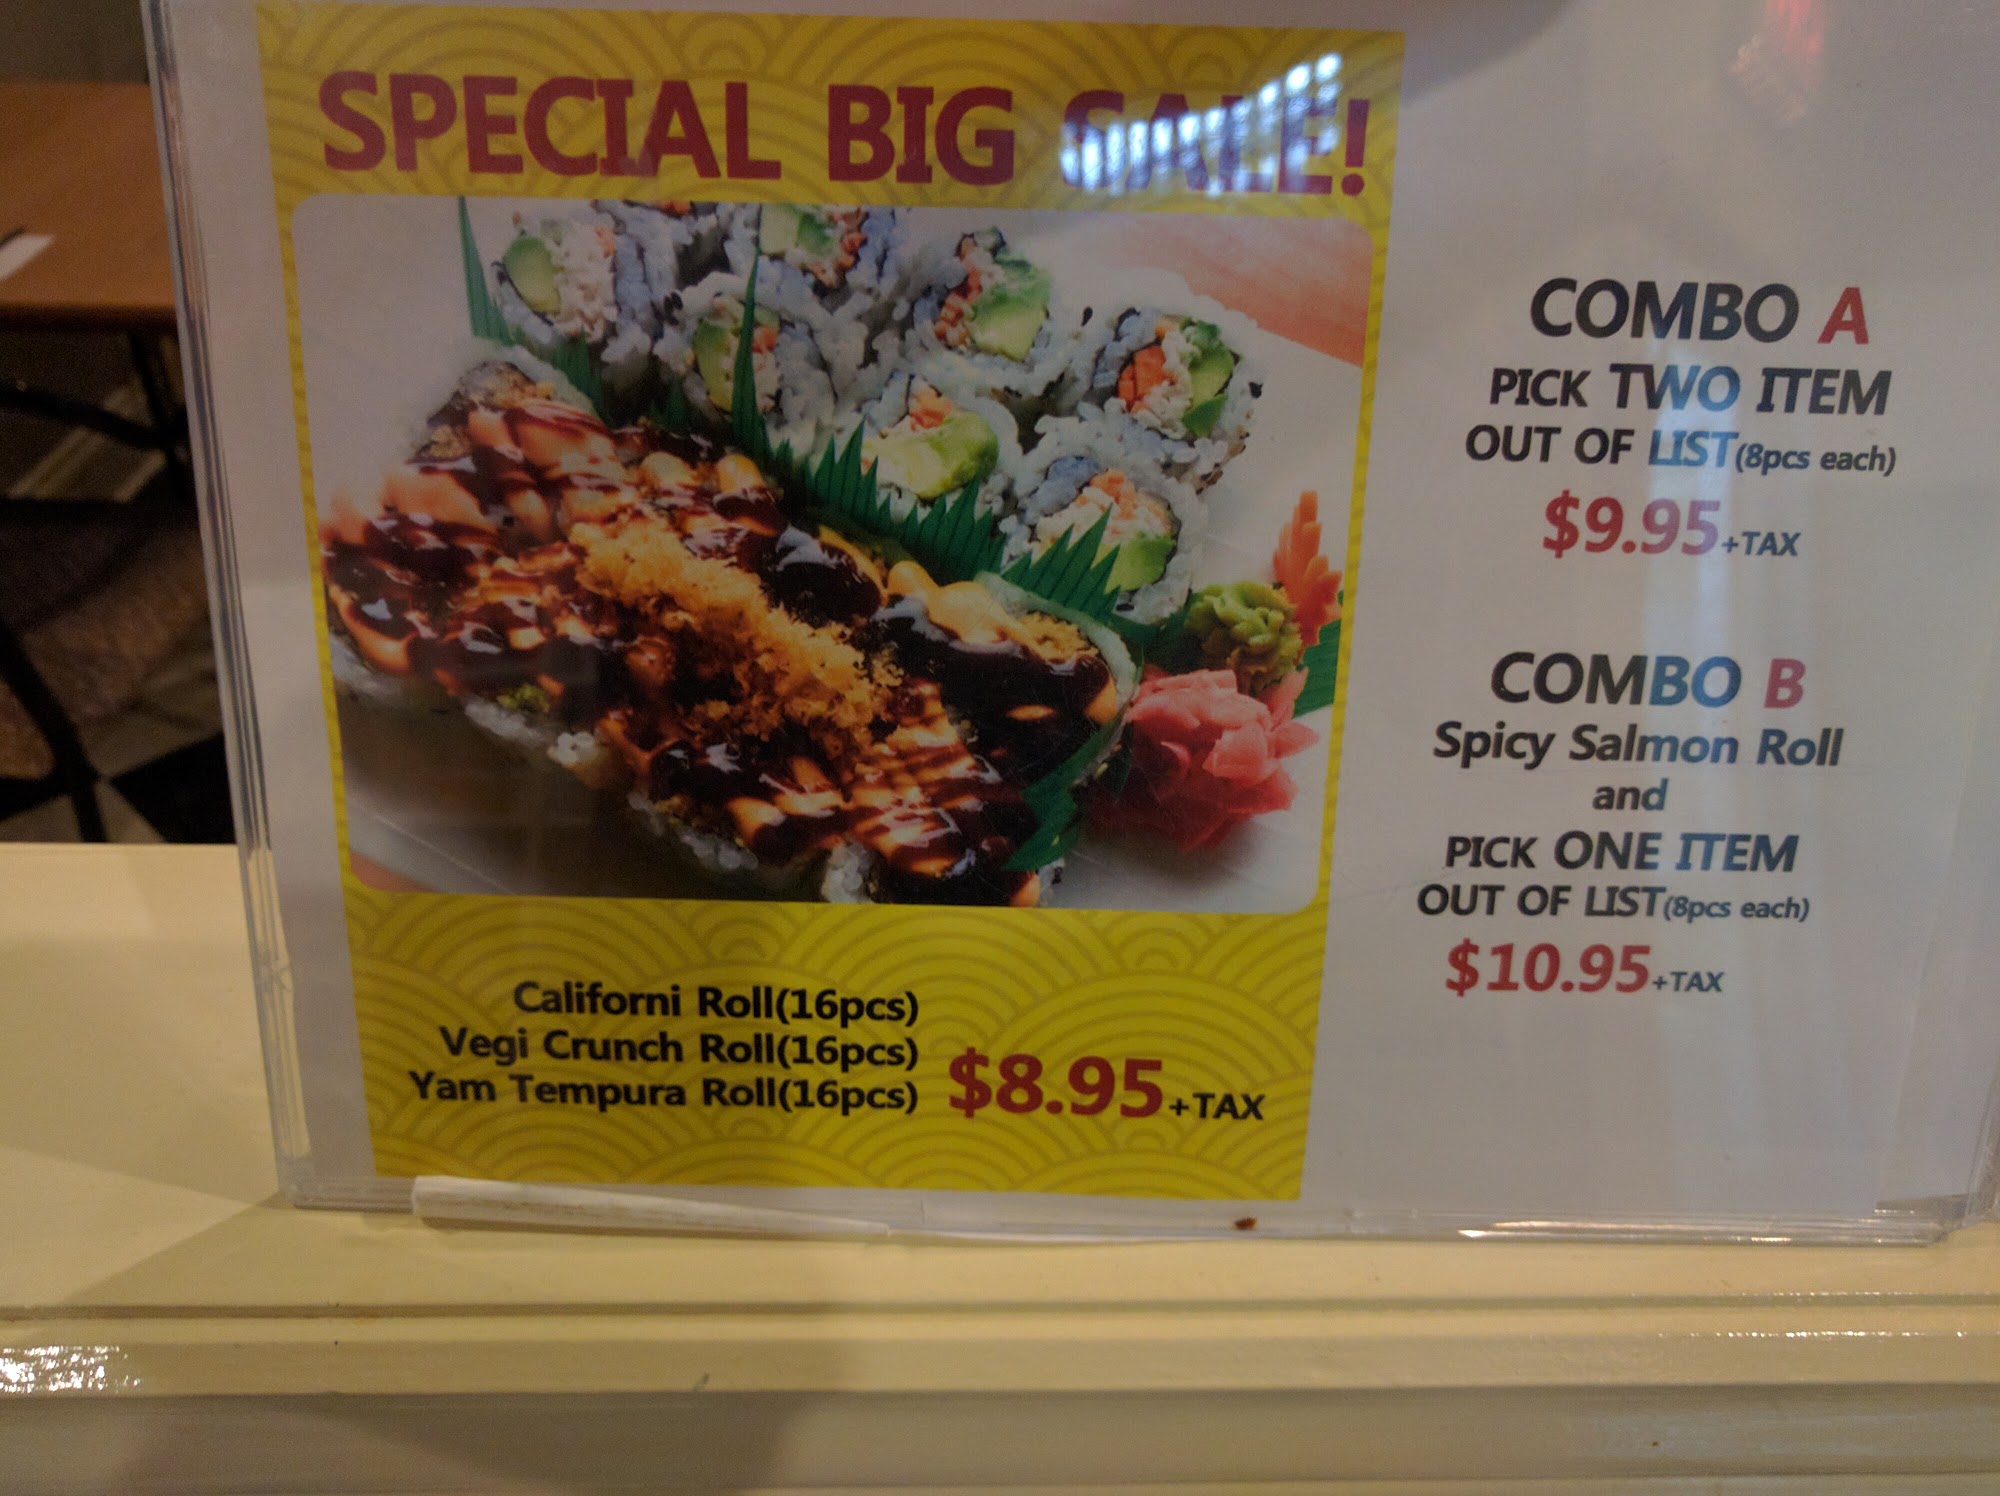 SPECIAL BIG SALE!
Californi Roll(16pcs)
Vegi Crunch Roll(16pcs)
Yam Tempura Roll(16pcs)
$8.95+TAX
COMBO A
PICK TWO ITEM
OUT OF LIST(8pcs each)
$9.95+TAX
COMBO B
Spicy Salmon Roll
and
PICK ONE ITEM
OUT OF LIST(8pcs each)
$10.95+TAX